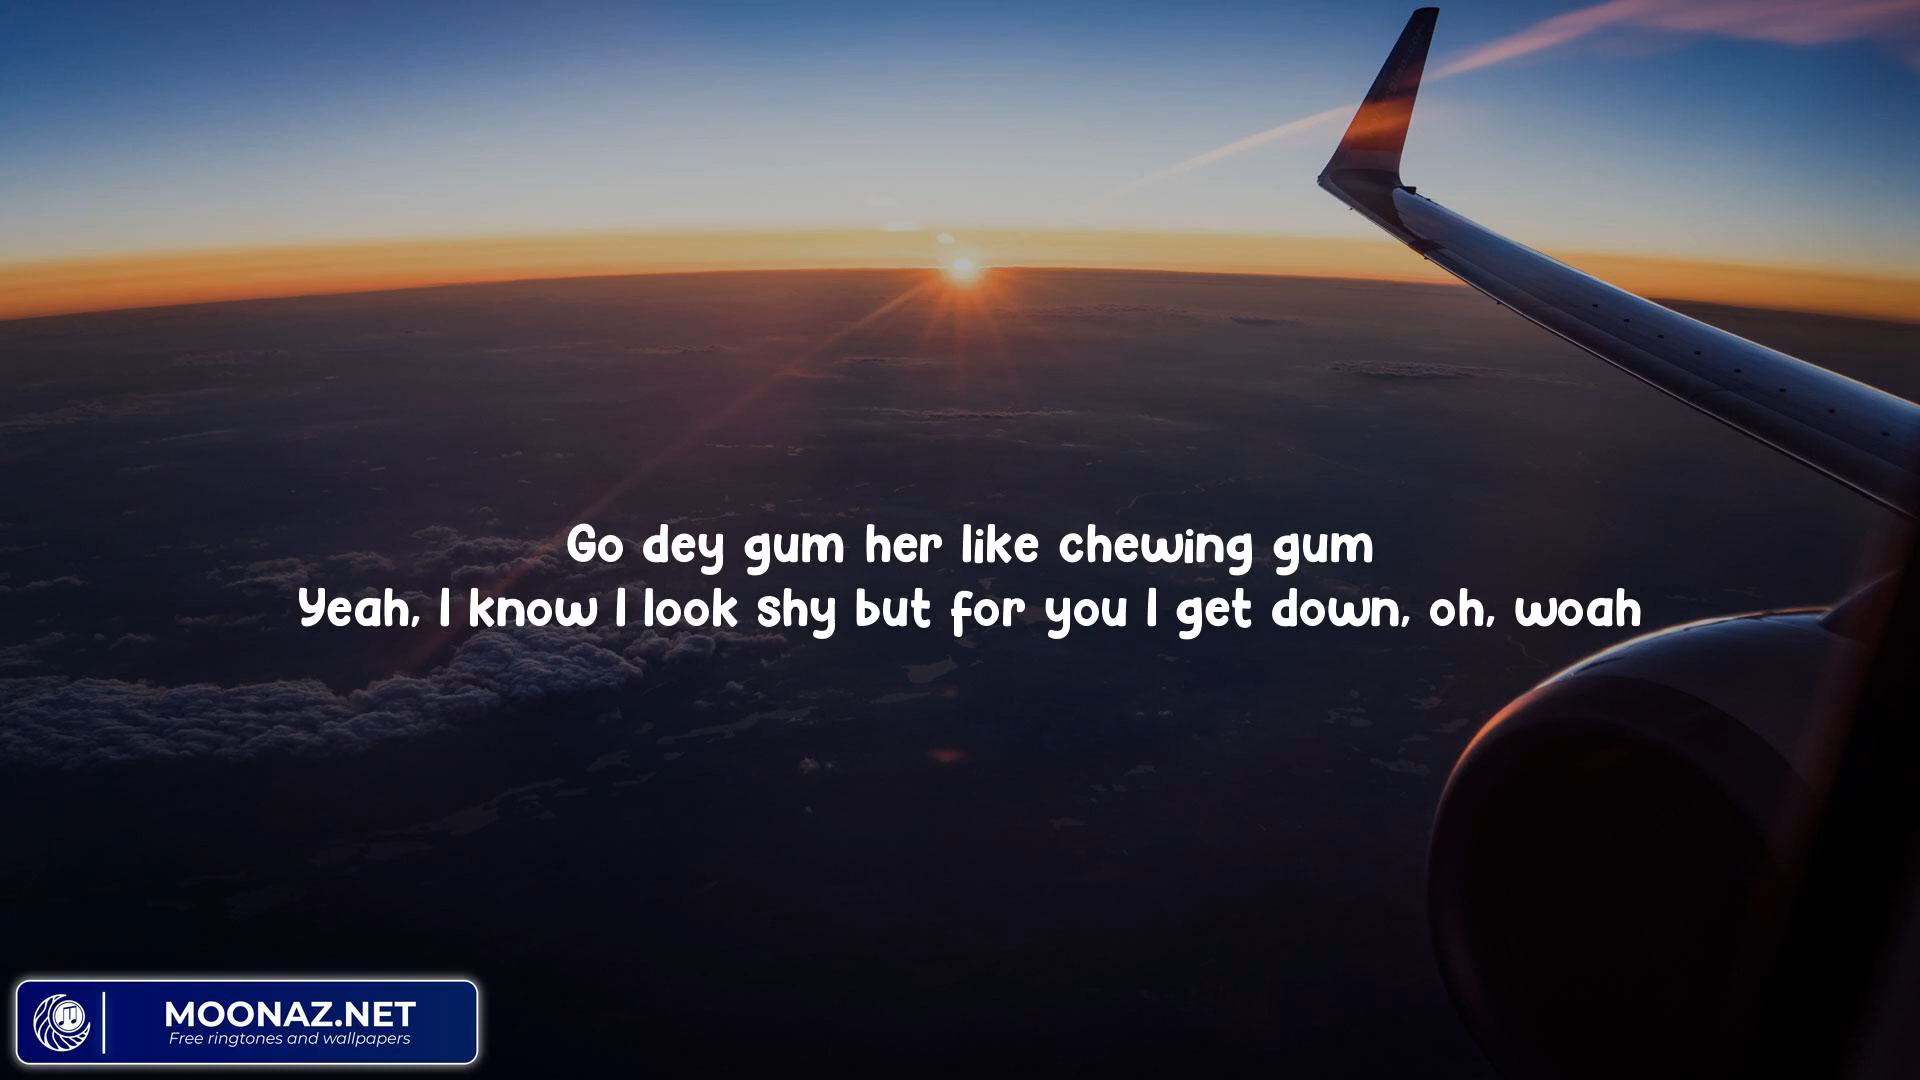 Go dey gum her like chewing gum
Yeah, I know I look shy but for you I get down, oh, woah
MOONAZ.NET
Free ringtones and wallpapers